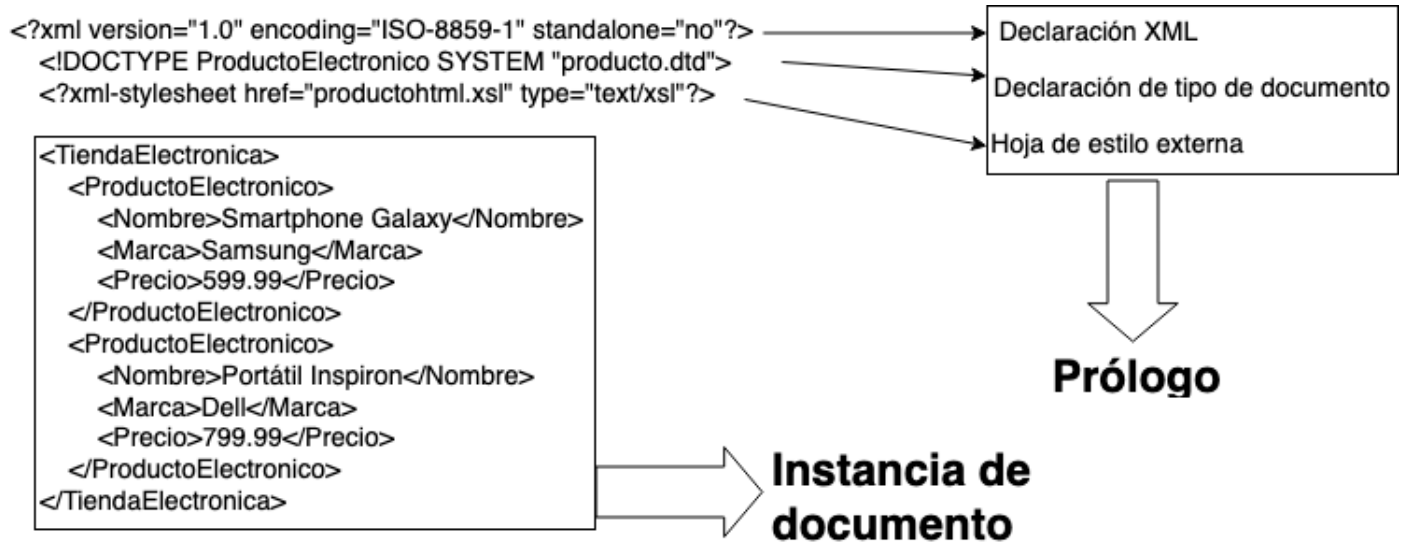 <?xml version="1.0" encoding="ISO-8859-1" standalone="no"?>
<!DOCTYPE ProductoElectronico SYSTEM "producto.dtd">
<?xml-stylesheet href="productohtml.xsl" type="text/xsl"?>
Declaración XML
Declaración de tipo de documento
Hoja de estilo externa
Prólogo
<TiendaElectronica>
<ProductoElectronico>
<Nombre>Smartphone Galaxy</Nombre>
<Marca>Samsung</Marca>
<Precio>599.99</Precio>
</ProductoElectronico>
<ProductoElectronico>
<Nombre>Portátil Inspiron</Nombre>
<Marca>Dell</Marca>
<Precio>799.99</Precio>
</ProductoElectronico>
</TiendaElectronica>
Instancia de
documento